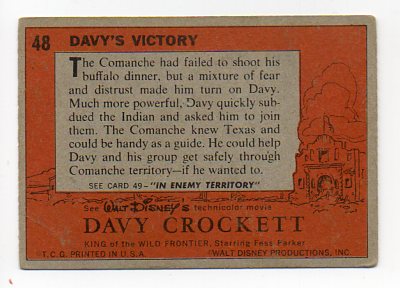 48 DAVY'S VICTORY
The Comanche had failed to shoot his
buffalo dinner, but a mixture of fear
and distrust made him turn on Davy.
Much more powerful, Davy quickly sub-
dued the Indian and asked him to join
them. The Comanche knew Texas and
could be handy as a guide. He could help
Davy and his group get safely through
Comanche territory—if he wanted to.
SEE CARD 49—"IN ENEMY TERRITORY"
See WALT DISNEY'S technicolor movie
DAVY CROCKETT
KING of the WILD FRONTIER, Starring Fess Parker
T.C.G. PRINTED IN U.S.A. ©WALT DISNEY PRODUCTIONS, INC.